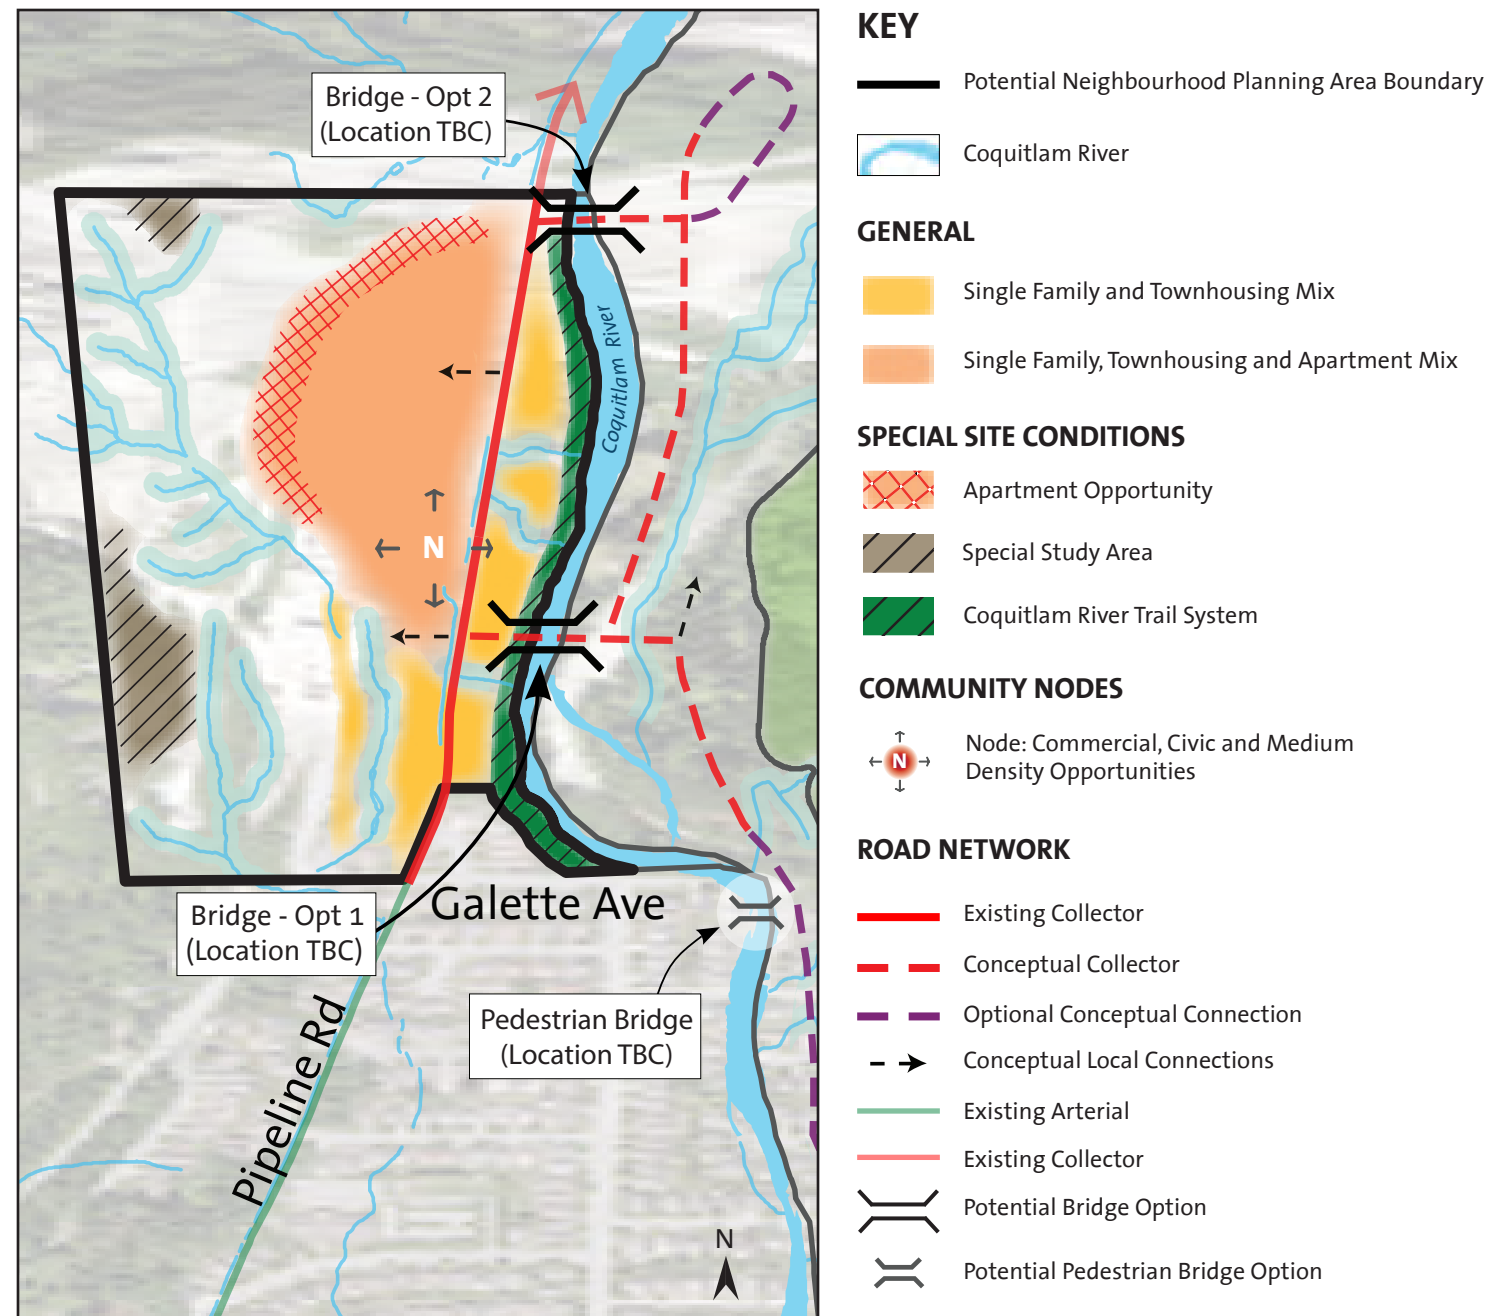 Bridge - Opt 2
(Location TBC)
Coquitlam River
N
Bridge - Opt 1
(Location TBC)
Galette Ave
Pedestrian Bridge
(Location TBC)
Pipeline Rd
N
KEY
Potential Neighbourhood Planning Area Boundary
Coquitlam River
GENERAL
Single Family and Townhousing Mix
Single Family, Townhousing and Apartment Mix
SPECIAL SITE CONDITIONS
Apartment Opportunity
Special Study Area
Coquitlam River Trail System
COMMUNITY NODES
N
Node: Commercial, Civic and Medium
Density Opportunities
ROAD NETWORK
Existing Collector
Conceptual Collector
Optional Conceptual Connection
Conceptual Local Connections
Existing Arterial
Existing Collector
Potential Bridge Option
Potential Pedestrian Bridge Option